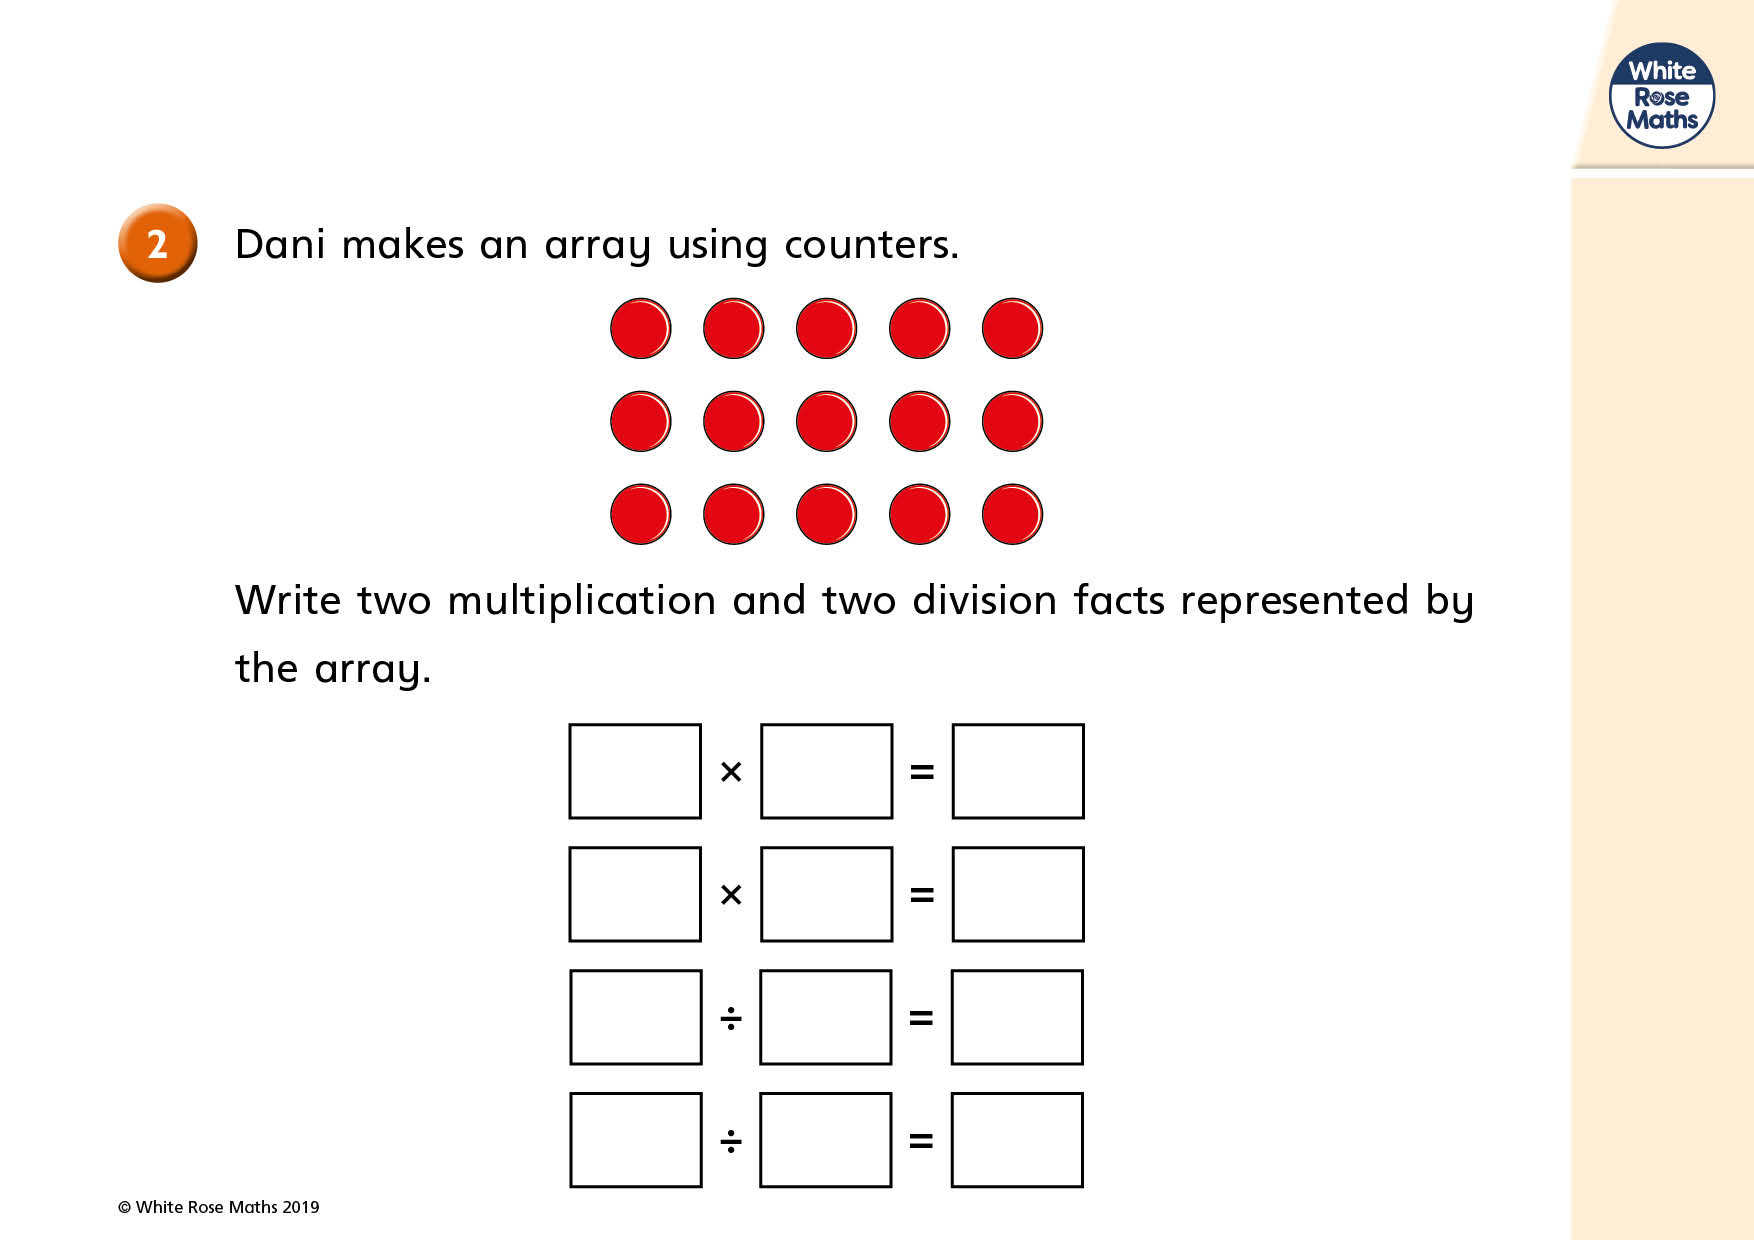 White
Rose
Maths
2 Dani makes an array using counters.
Write two multiplication and two division facts represented by
the array.
× =
× =
÷ =
÷ =
© White Rose Maths 2019